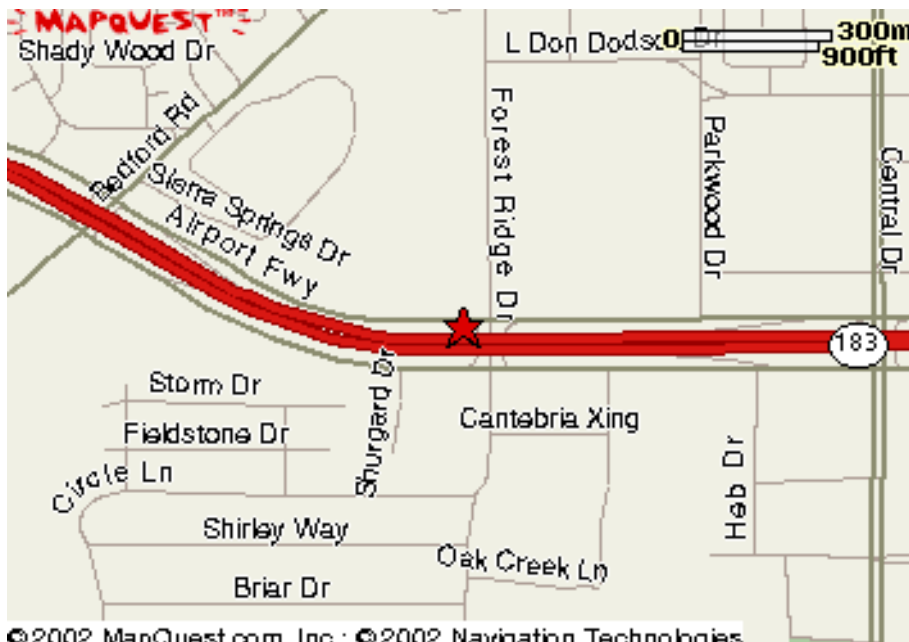 MAPQUEST
Shady Wood Dr
L Don Dodson Dr
0
300m
900ft
Bedford Rd
Forest Ridge Dr
Parkwood Dr
Central Dr
Sierra Springs Dr
Airport Fwy
183
Storm Dr
Shurgard Dr
Cantebria Xing
Fieldstone Dr
Heb Dr
Circle Ln
Shirley Way
Oak Creek Ln
Briar Dr
©2002 MapQuest.com, Inc.; ©2002 Navigation Technologies